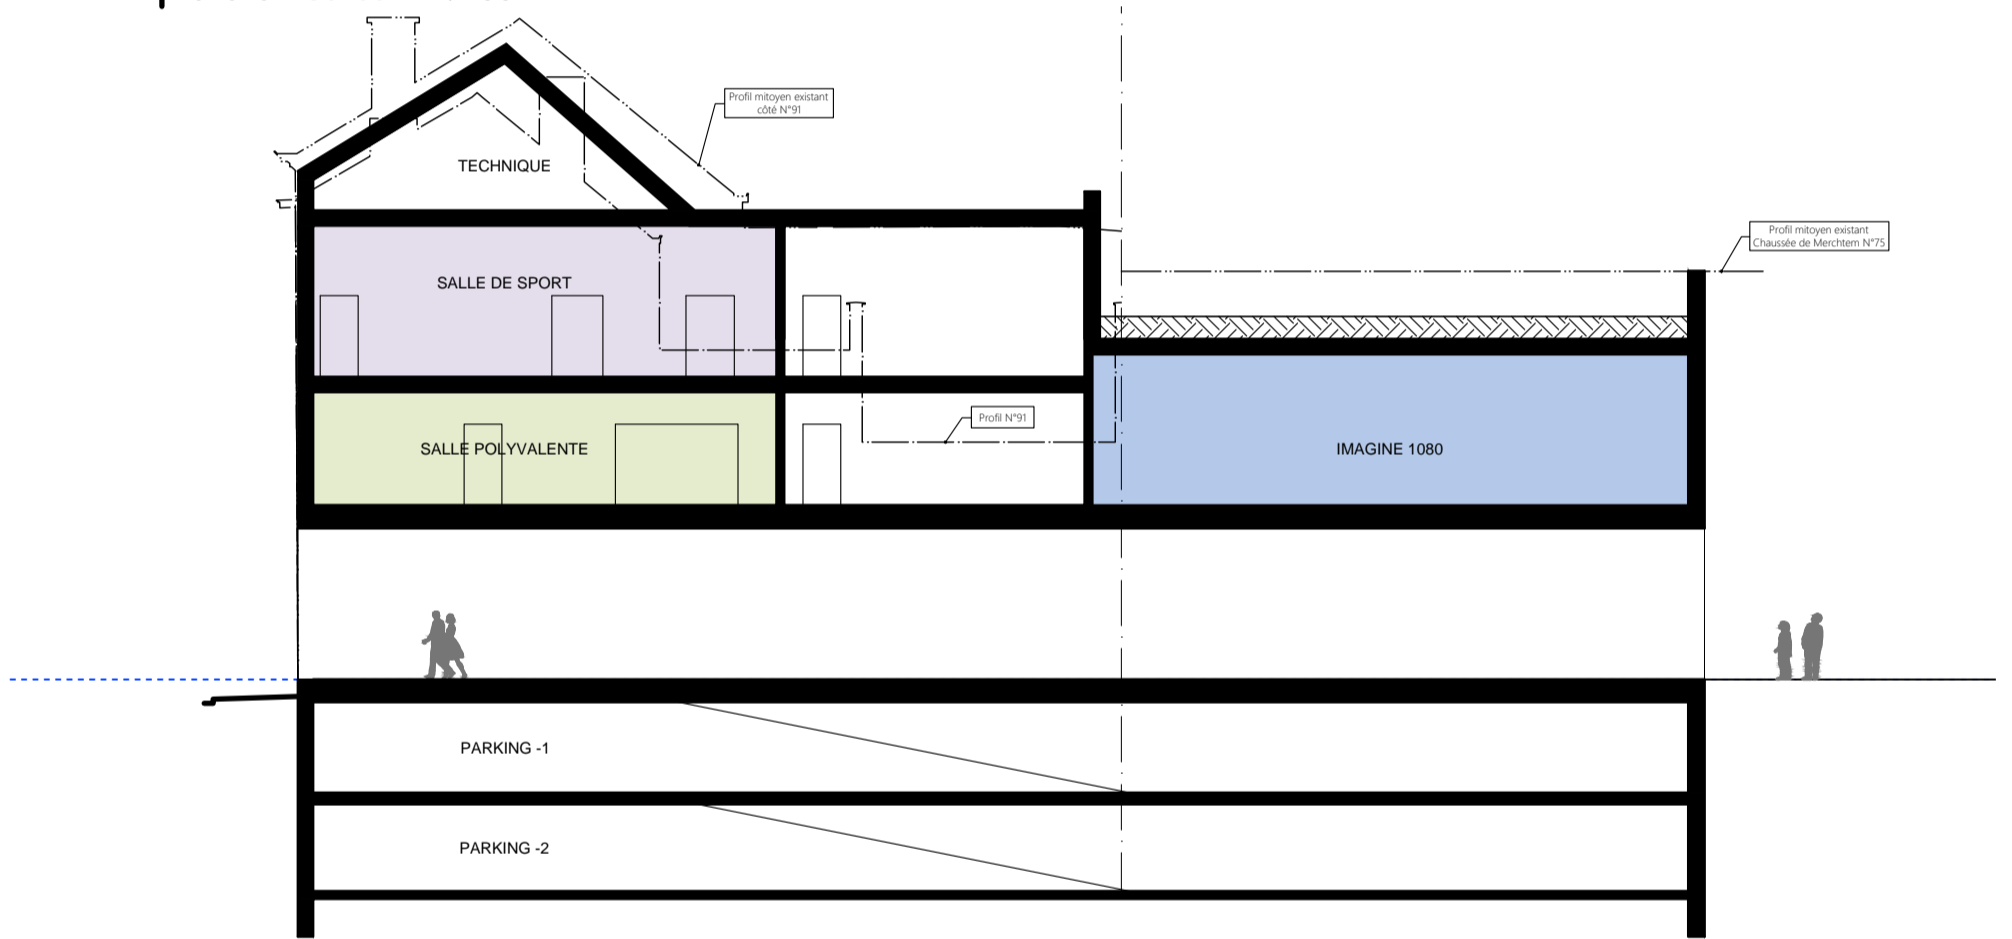 Profil mitoyen existant
côté N°91
TECHNIQUE
Profil mitoyen existant
Chaussée de Merchtem N°75
SALLE DE SPORT
Profil N°91
SALLE POLYVALENTE
IMAGINE 1080
PARKING -1
PARKING -2